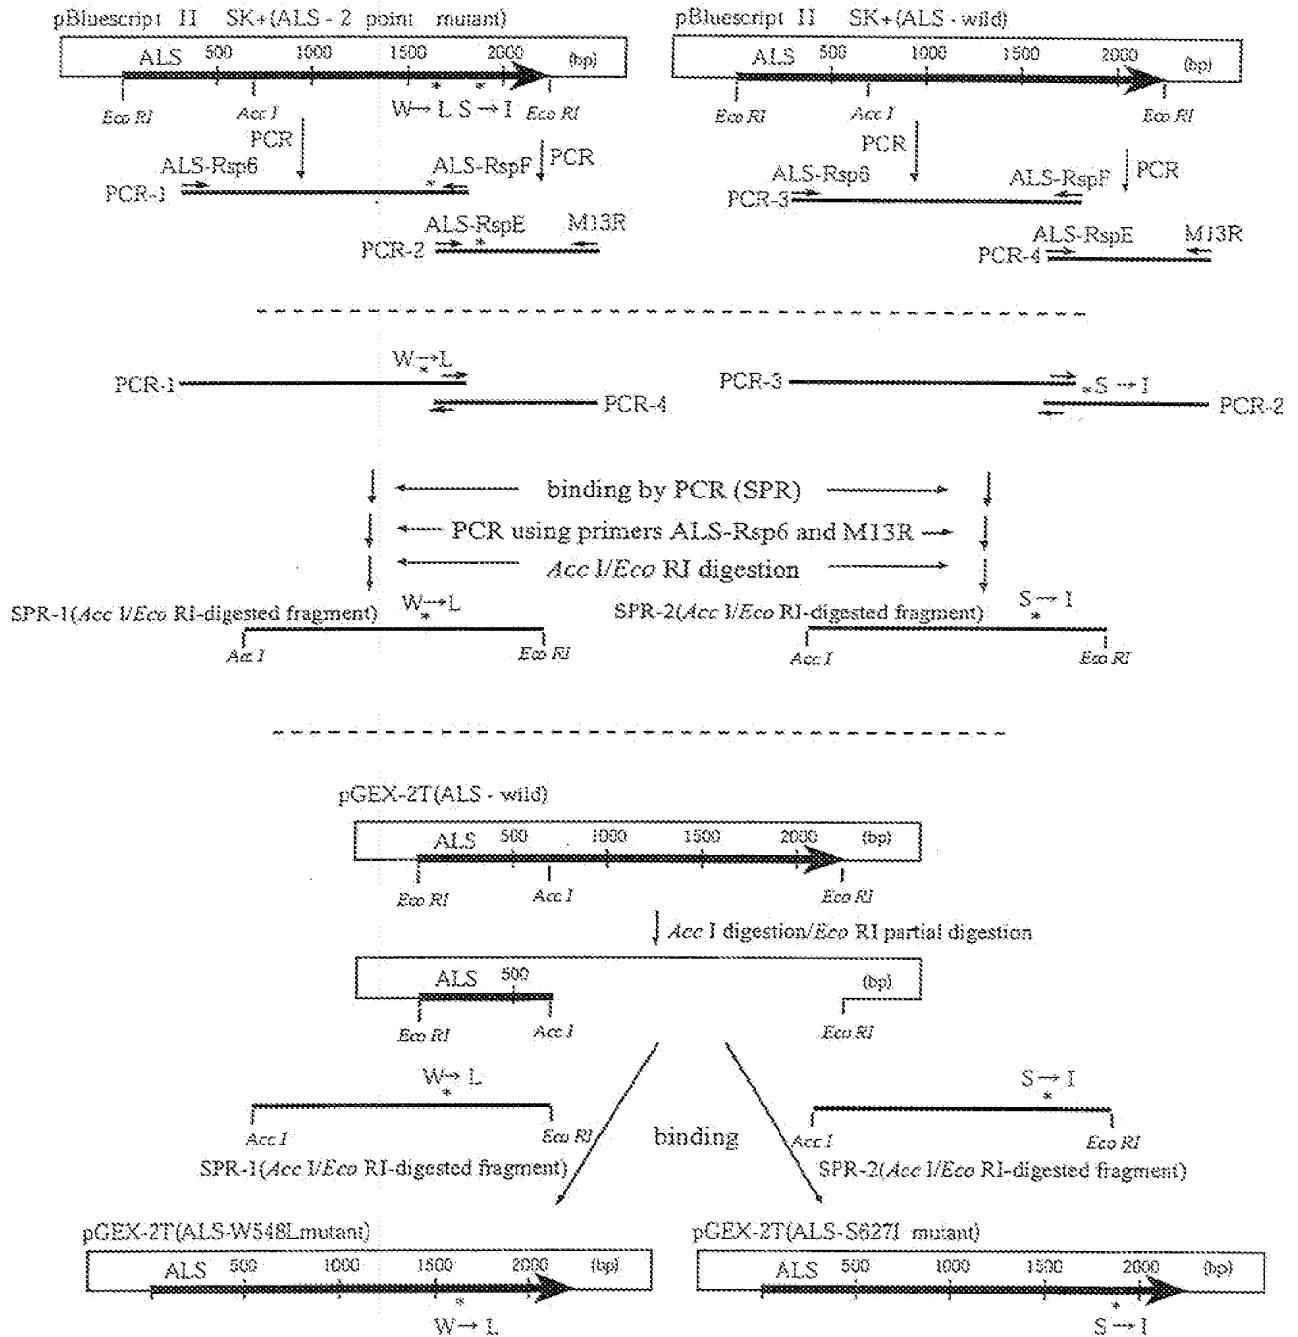 pBluescript II SK+(ALS - 2 point mutant)
pBluescript II SK+(ALS - wild)
ALS 500 1000 1500 2000 (bp)
ALS 500 1000 1500 2000 (bp)
* *
W→ L S → I
Eco RI Acc I Eco RI
Eco RI Acc I Eco RI
PCR PCR
PCR PCR
ALS-Rsp6 ALS-RspF
ALS-Rsp6 ALS-RspF
PCR-1 *
PCR-3
ALS-RspE M13R
ALS-RspE M13R
PCR-2 *
PCR-4
W→L
*
PCR-1
PCR-4
PCR-3
*S → I
PCR-2
binding by PCR (SPR)
PCR using primers ALS-Rsp6 and M13R
Acc I/Eco RI digestion
SPR-1(Acc I/Eco RI-digested fragment) W→L
*
SPR-2(Acc I/Eco RI-digested fragment) S→ I
*
Acc I Eco RI
Acc I Eco RI
pGEX-2T(ALS - wild)
ALS 500 1000 1500 2000 (bp)
Eco RI Acc I Eco RI
Acc I digestion/Eco RI partial digestion
ALS 500 (bp)
Eco RI Acc I Eco RI
W→ L
*
S→ I
*
Acc I Eco RI
binding
Acc I Eco RI
SPR-1(Acc I/Eco RI-digested fragment)
SPR-2(Acc I/Eco RI-digested fragment)
pGEX-2T(ALS-W548Lmutant)
pGEX-2T(ALS-S627I mutant)
ALS 500 1000 1500 2000 (bp)
ALS 500 1000 1500 2000 (bp)
*
W→ L
*
S → I